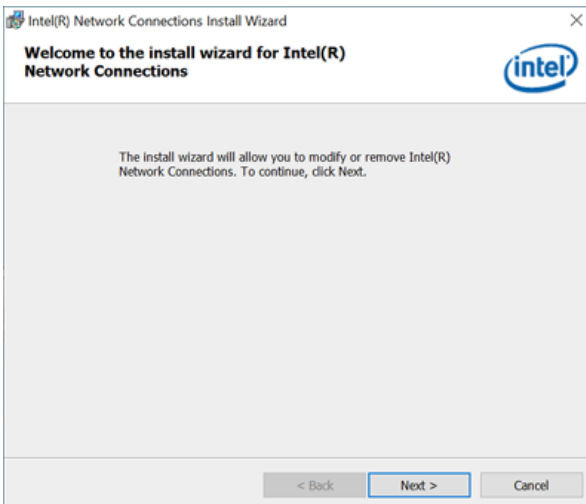 Intel(R) Network Connections Install Wizard
Welcome to the install wizard for Intel(R)
Network Connections
intel
The install wizard will allow you to modify or remove Intel(R)
Network Connections. To continue, click Next.
< Back
Next >
Cancel